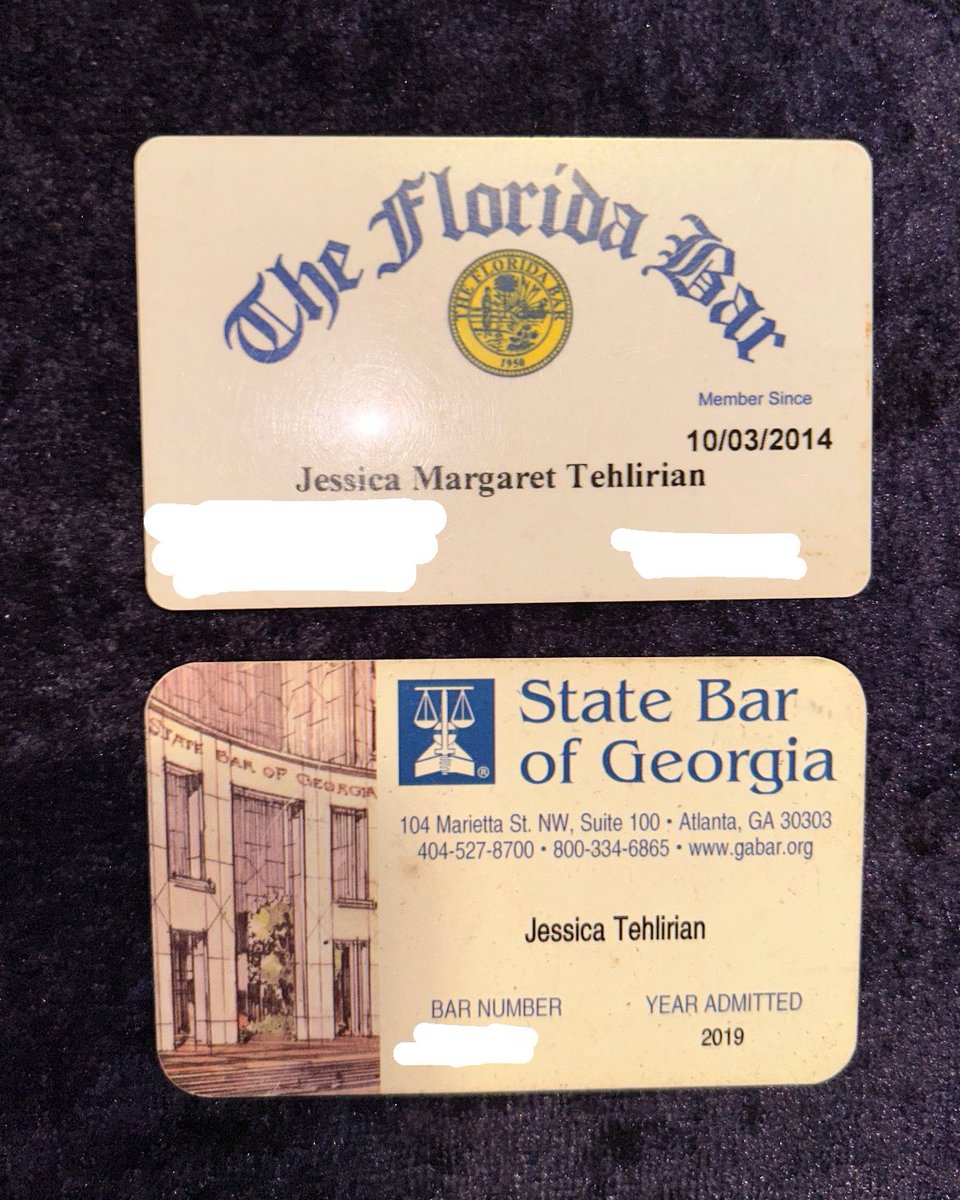 The Florida Bar
THE FLORIDA BAR
1950
Member Since
10/03/2014
Jessica Margaret Tehlirian
STATE BAR OF GEORGIA
State Bar
of Georgia
®
104 Marietta St. NW, Suite 100 • Atlanta, GA 30303
404-527-8700 • 800-334-6865 • www.gabar.org
Jessica Tehlirian
BAR NUMBER
YEAR ADMITTED
2019